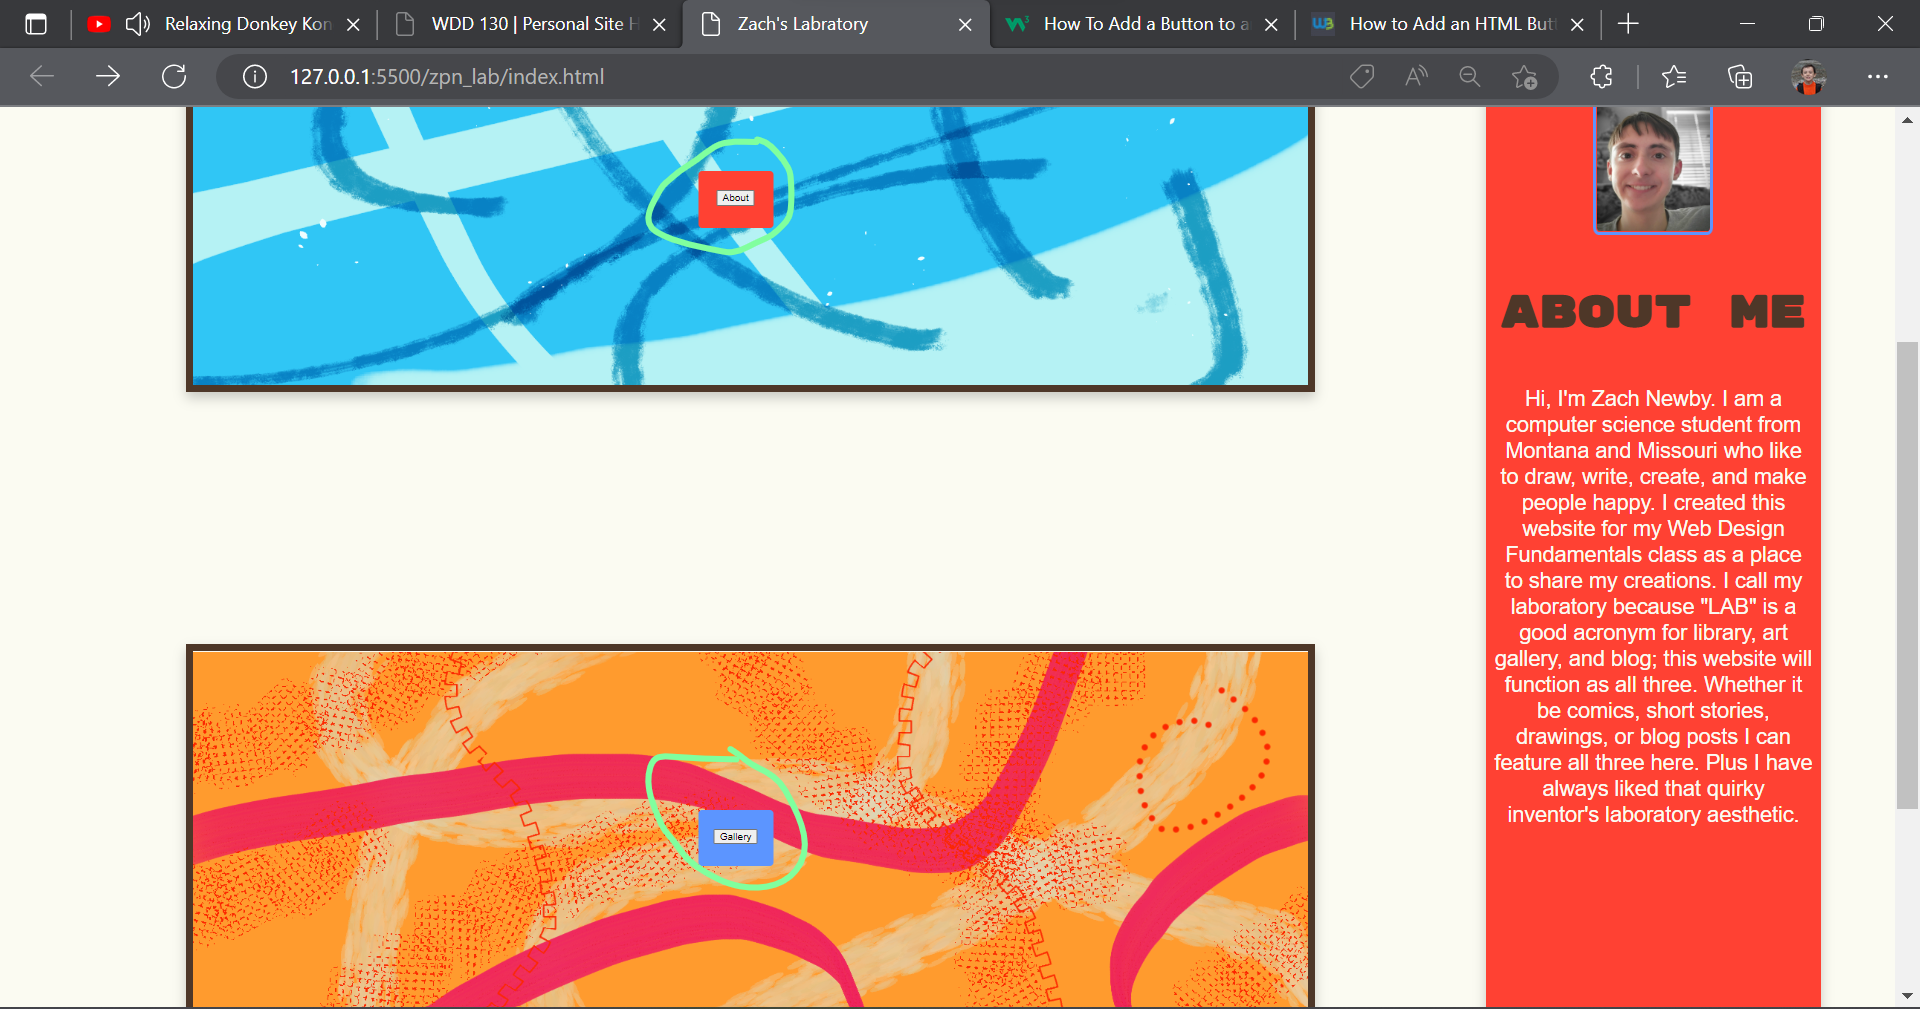 Relaxing Donkey Kon
WDD 130 | Personal Site H
Zach's Labratory
How To Add a Button to a
How to Add an HTML But
127.0.0.1:5500/zpn_lab/index.html
About
Gallery
ABOUT ME
Hi, I'm Zach Newby. I am a
computer science student from
Montana and Missouri who like
to draw, write, create, and make
people happy. I created this
website for my Web Design
Fundamentals class as a place
to share my creations. I call my
laboratory because "LAB" is a
good acronym for library, art
gallery, and blog; this website will
function as all three. Whether it
be comics, short stories,
drawings, or blog posts I can
feature all three here. Plus I have
always liked that quirky
inventor's laboratory aesthetic.